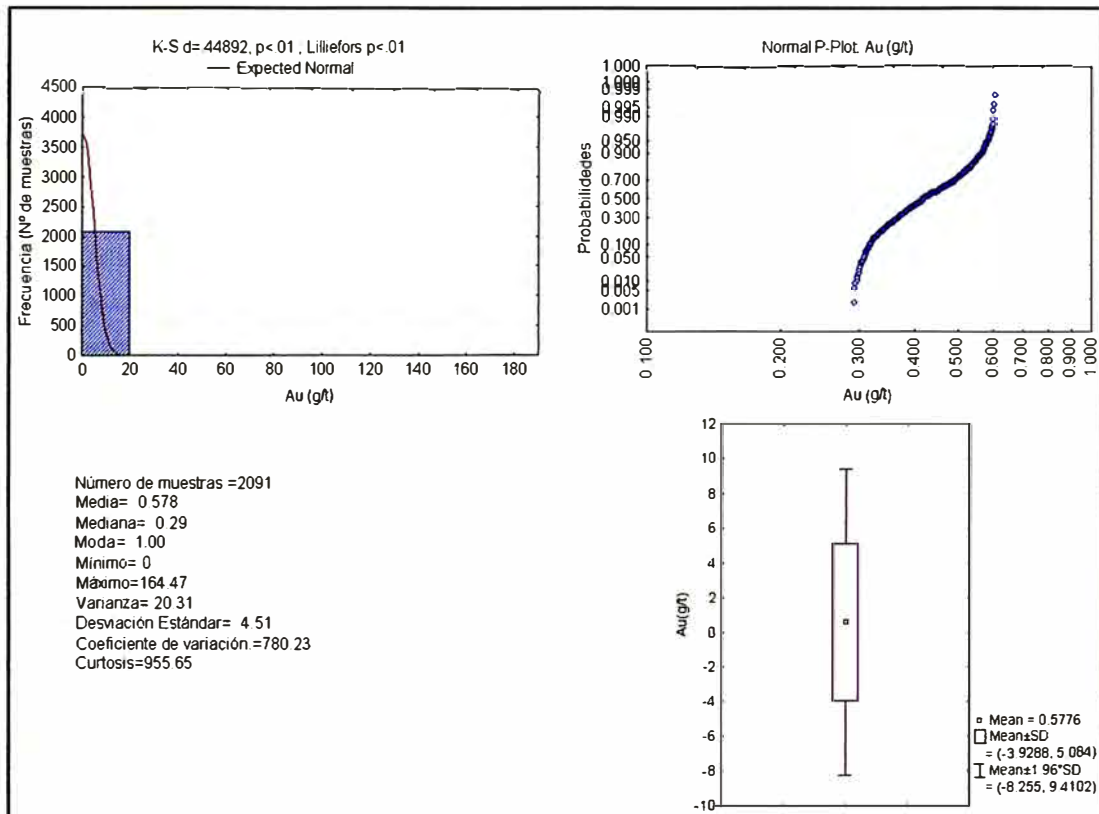 K-S d=.44892, p<.01 ; Lilliefors p<.01
Expected Normal
4500
4000
3500
3000
2500
2000
1500
1000
500
0
Frecuencia (Nº de muestras)
0 20 40 60 80 100 120 140 160 180
Au (g/t)
Normal P-Plot: Au (g/t)
1.000
1.000
0.999
0.995
0.990
0.950
0.900
0.700
0.500
0.300
0.100
0.050
0.010
0.005
0.001
Probabilidedes
0.100 0.200 0.300 0.400 0.500 0.600 0.700 0.800 0.900 1.000
Au (g/t)
Número de muestras =2091
Media= 0.578
Mediana= 0.29
Moda= 1.00
Mínimo= 0
Máximo=164.47
Varianza= 20.31
Desviación Estándar= 4.51
Coeficiente de variación.=780.23
Curtosis=955.65
12
10
8
6
4
2
0
-2
-4
-6
-8
-10
Au(g/t)
Mean = 0.5776
Mean±SD
= (-3.9288, 5.084)
Mean±1.96*SD
= (-8.255, 9.4102)